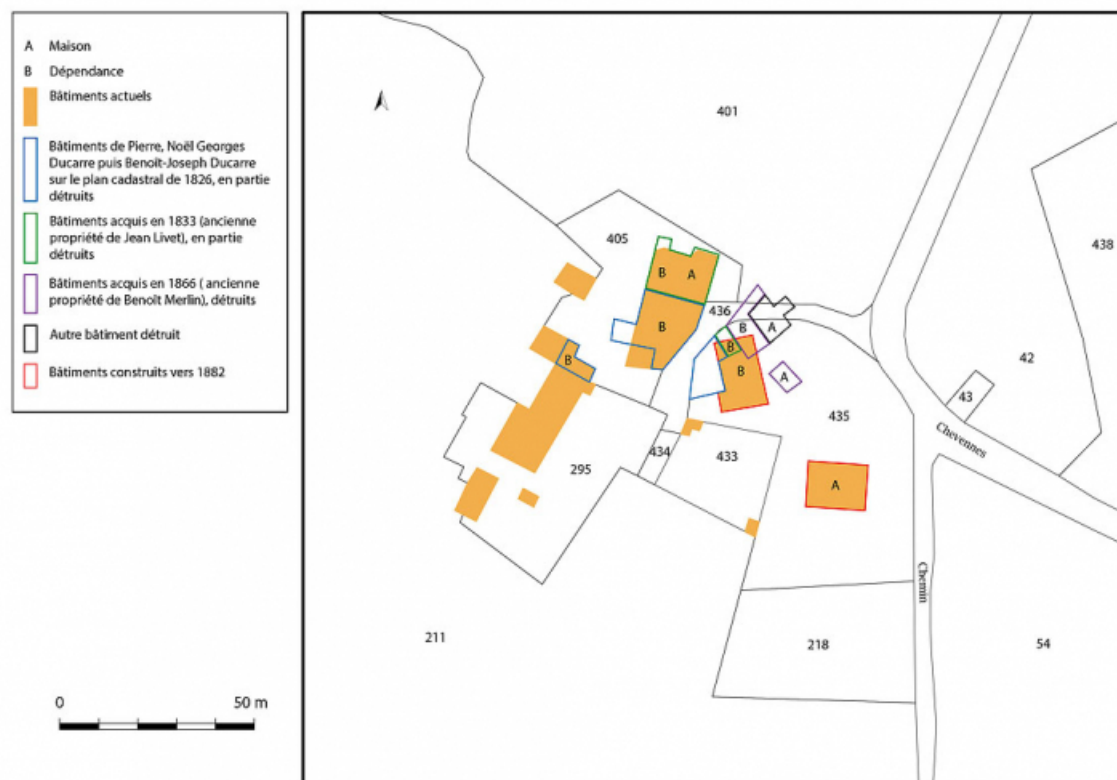 A Maison
B Dépendance
Bâtiments actuels
Bâtiments de Pierre, Noël Georges
Ducarre puis Benoît-Joseph Ducarre
sur le plan cadastral de 1826, en partie
détruits
Bâtiments acquis en 1833 (ancienne
propriété de Jean Livet), en partie
détruits
Bâtiments acquis en 1866 ( ancienne
propriété de Benoît Merlin), détruits
Autre bâtiment détruit
Bâtiments construits vers 1882
0 50 m
401
438
405
B A
436
B
B A
B
B
B
A
42
43
435
Chevennes
434
433
295
A
Chemin
211
218
54